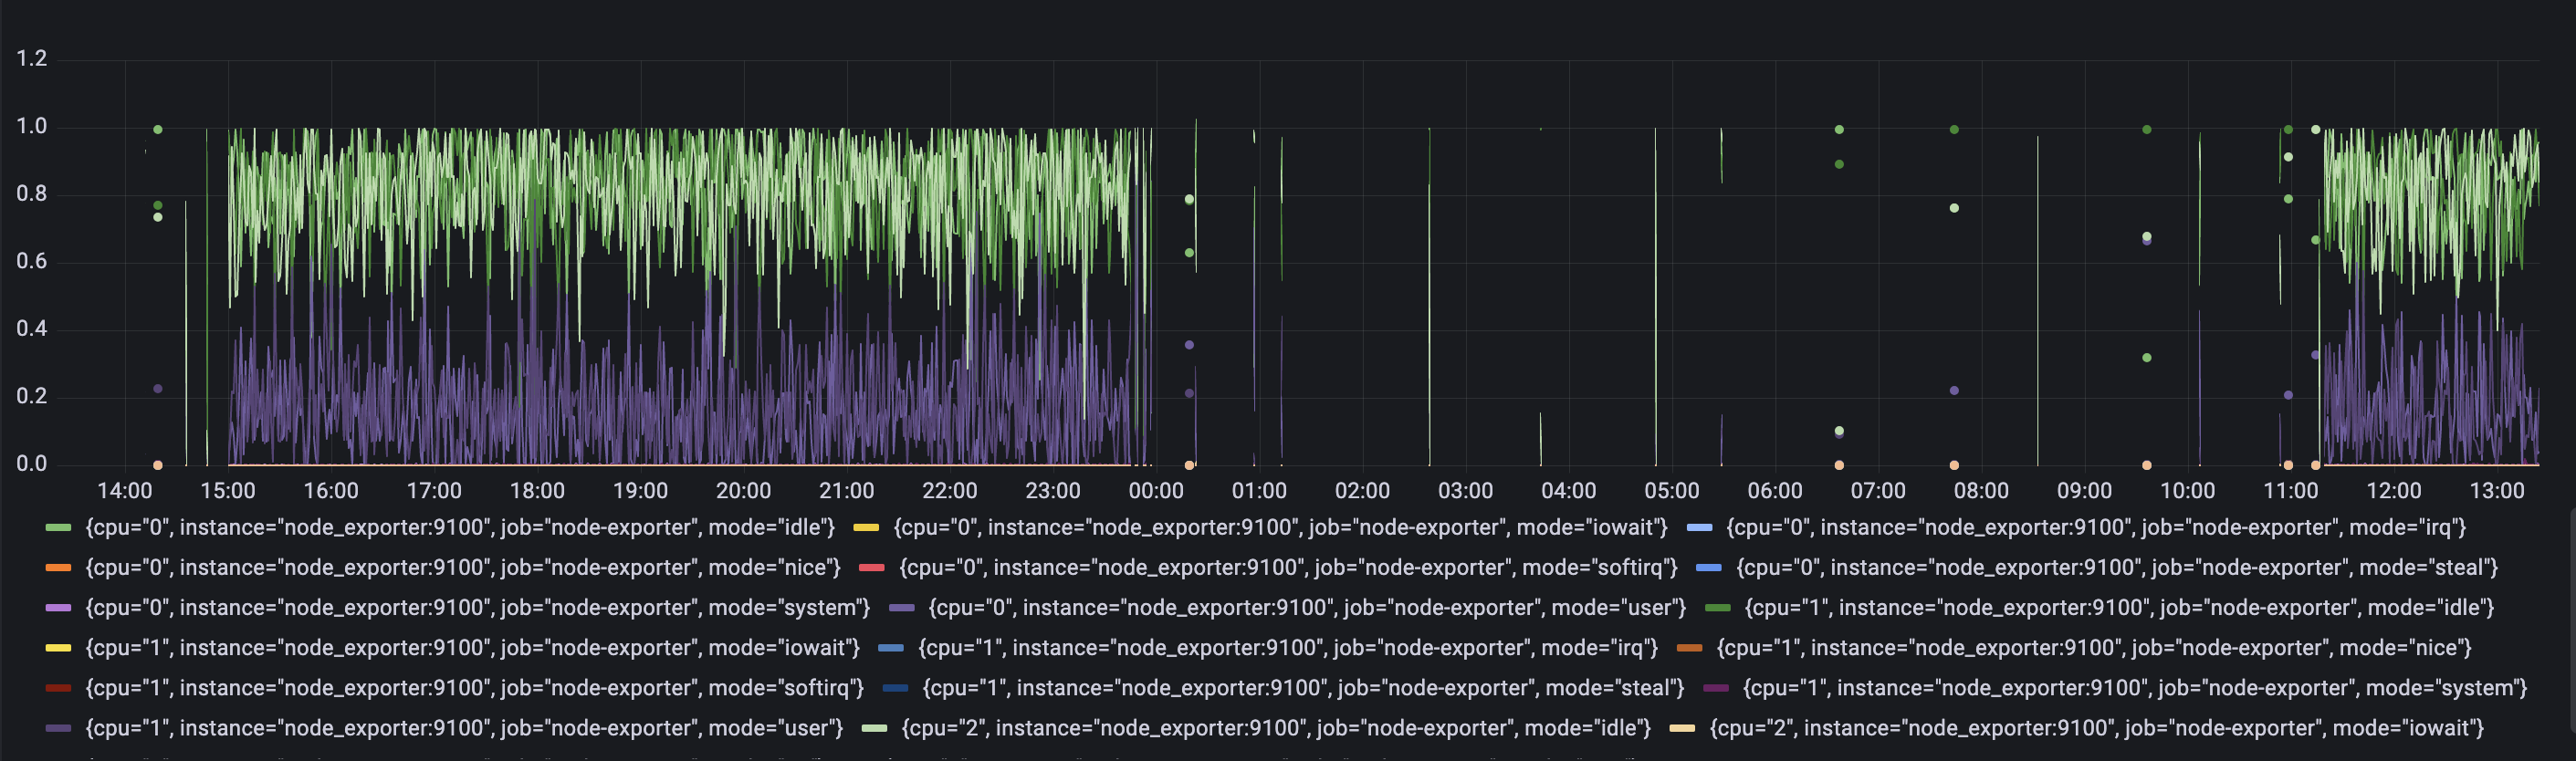 1.2
1.0
0.8
0.6
0.4
0.2
0.0
14:00 15:00 16:00 17:00 18:00 19:00 20:00 21:00 22:00 23:00 00:00 01:00 02:00 03:00 04:00 05:00 06:00 07:00 08:00 09:00 10:00 11:00 12:00 13:00
{cpu="0", instance="node_exporter:9100", job="node-exporter", mode="idle"} {cpu="0", instance="node_exporter:9100", job="node-exporter", mode="iowait"} {cpu="0", instance="node_exporter:9100", job="node-exporter", mode="irq"}
{cpu="0", instance="node_exporter:9100", job="node-exporter", mode="nice"} {cpu="0", instance="node_exporter:9100", job="node-exporter", mode="softirq"} {cpu="0", instance="node_exporter:9100", job="node-exporter", mode="steal"}
{cpu="0", instance="node_exporter:9100", job="node-exporter", mode="system"} {cpu="0", instance="node_exporter:9100", job="node-exporter", mode="user"} {cpu="1", instance="node_exporter:9100", job="node-exporter", mode="idle"}
{cpu="1", instance="node_exporter:9100", job="node-exporter", mode="iowait"} {cpu="1", instance="node_exporter:9100", job="node-exporter", mode="irq"} {cpu="1", instance="node_exporter:9100", job="node-exporter", mode="nice"}
{cpu="1", instance="node_exporter:9100", job="node-exporter", mode="softirq"} {cpu="1", instance="node_exporter:9100", job="node-exporter", mode="steal"} {cpu="1", instance="node_exporter:9100", job="node-exporter", mode="system"}
{cpu="1", instance="node_exporter:9100", job="node-exporter", mode="user"} {cpu="2", instance="node_exporter:9100", job="node-exporter", mode="idle"} {cpu="2", instance="node_exporter:9100", job="node-exporter", mode="iowait"}